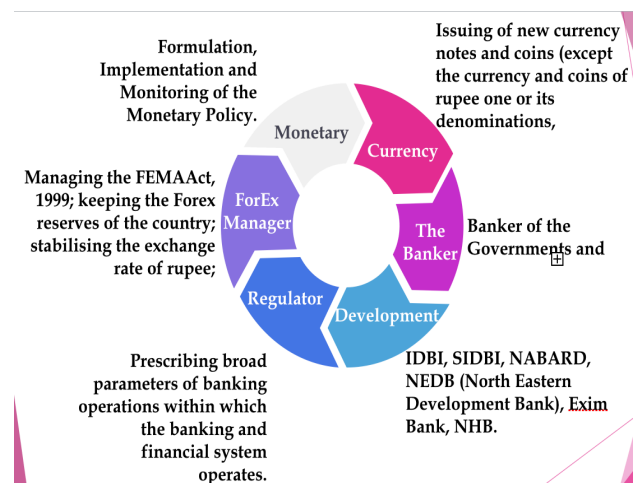 Formulation,
Implementation and
Monitoring of the
Monetary Policy.
Issuing of new currency
notes and coins (except
the currency and coins of
rupee one or its
denominations,
Monetary
Currency
Managing the FEMAAct,
1999; keeping the Forex
reserves of the country;
stabilising the exchange
rate of rupee;
ForEx
Manager
The
Banker
Banker of the
Governments and
Regulator
Development
Prescribing broad
parameters of banking
operations within which
the banking and
financial system
operates.
IDBI, SIDBI, NABARD,
NEDB (North Eastern
Development Bank), Exim
Bank, NHB.